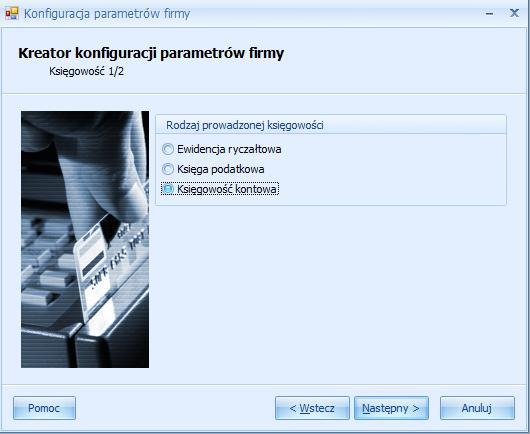 Konfiguracja parametrów firmy
Kreator konfiguracji parametrów firmy
Księgowość 1/2
Rodzaj prowadzonej księgowości
Ewidencja ryczałtowa
Księga podatkowa
Księgowość kontowa
Pomoc
< Wstecz
Następny >
Anuluj